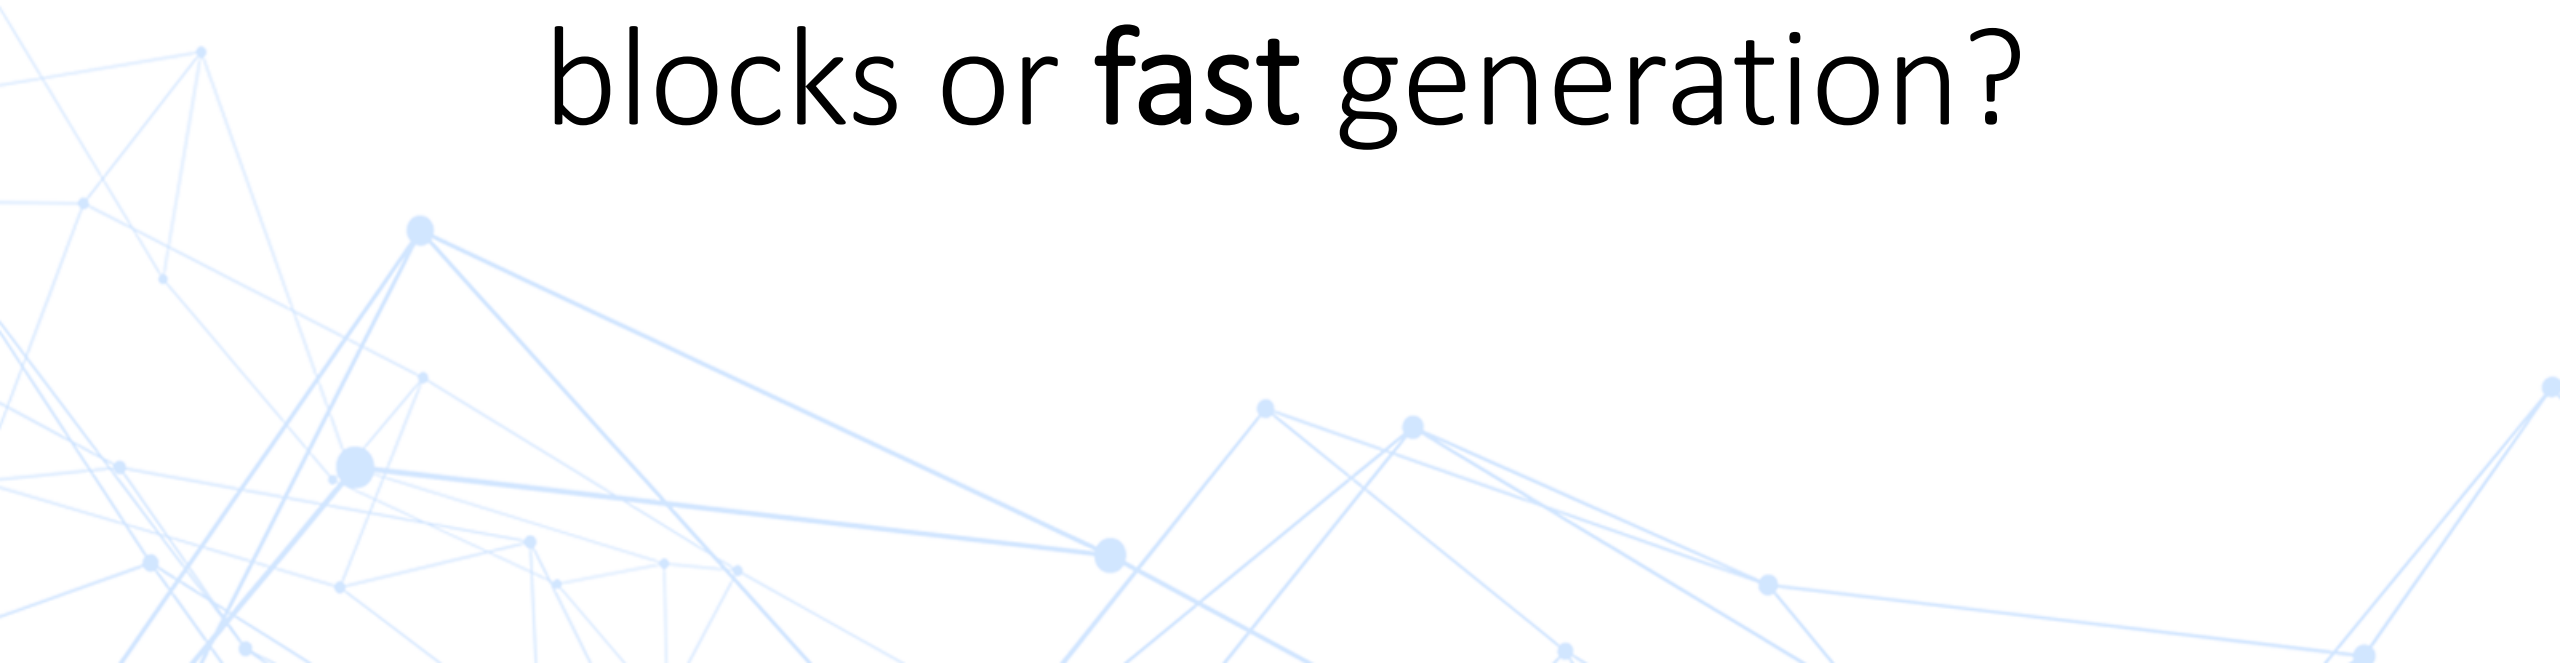 blocks or fast generation?